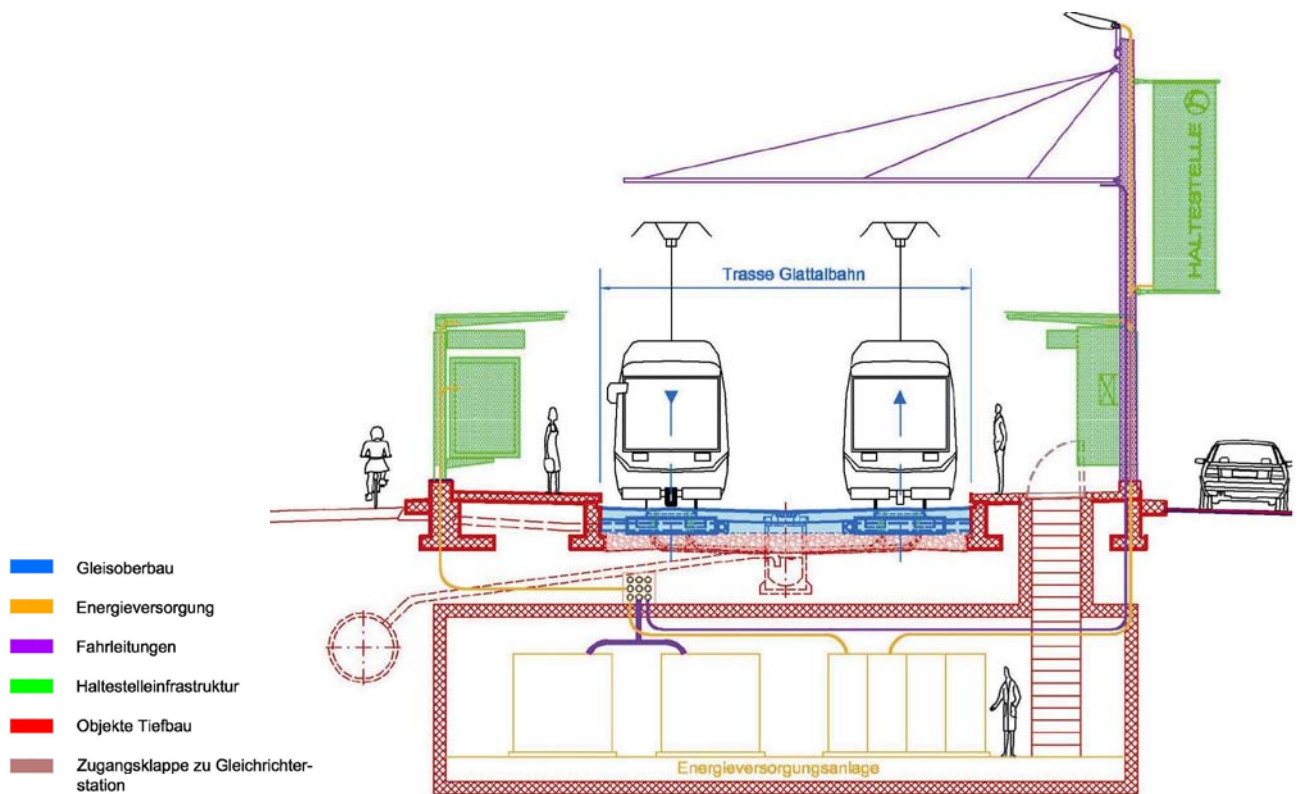 HALTESTELLE
Trasse Glattalbahn
Gleisoberbau
Energieversorgung
Fahrleitungen
Haltestelleinfrastruktur
Objekte Tiefbau
Zugangsklappe zu Gleichrichter-
station
Energieversorgungsanlage